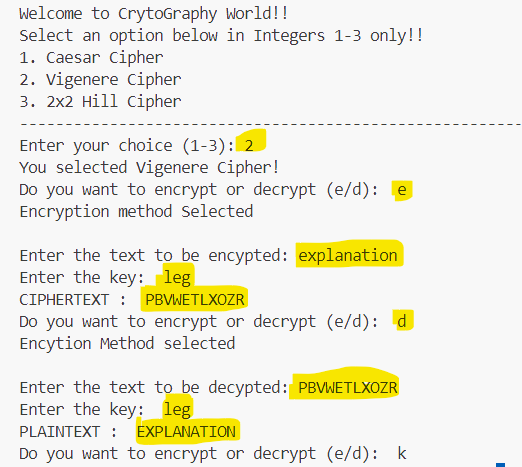 Welcome to CrytoGraphy World!!
Select an option below in Integers 1-3 only!!
1. Caesar Cipher
2. Vigenere Cipher
3. 2x2 Hill Cipher
----------------------------------------------------
Enter your choice (1-3): 2
You selected Vigenere Cipher!
Do you want to encrypt or decrypt (e/d):  e
Encryption method Selected

Enter the text to be encypted: explanation
Enter the key:  leg
CIPHERTEXT :  PBVWETLXOZR
Do you want to encrypt or decrypt (e/d):  d
Encytion Method selected

Enter the text to be decypted: PBVWETLXOZR
Enter the key:  leg
PLAINTEXT :  EXPLANATION
Do you want to encrypt or decrypt (e/d):  k